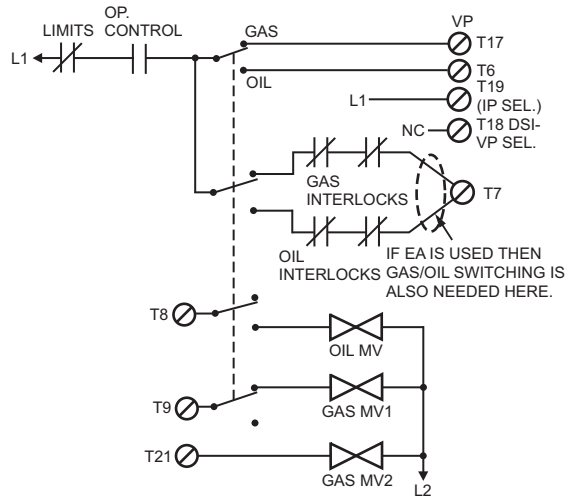 OP.
CONTROL
LIMITS
L1
GAS
OIL
VP
T17
T6
T19
(IP SEL.)
L1
NC
T18 DSI-
VP SEL.
GAS
INTERLOCKS
T7
OIL
INTERLOCKS
IF EA IS USED THEN
GAS/OIL SWITCHING IS
ALSO NEEDED HERE.
T8
OIL MV
T9
GAS MV1
T21
GAS MV2
L2